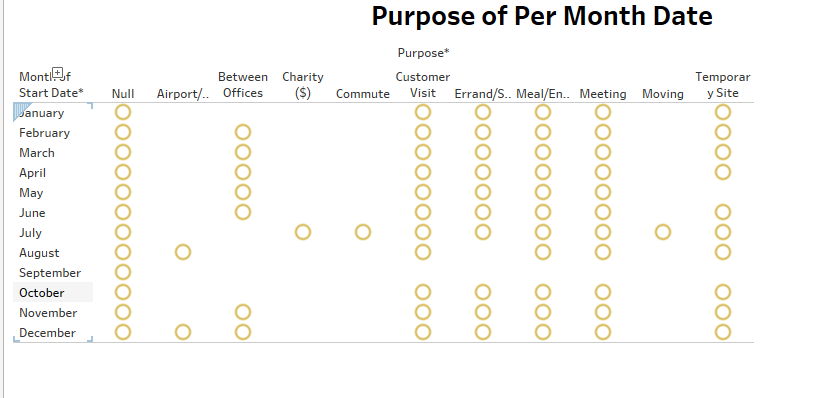 Purpose of Per Month Date
Purpose*
Month of Start Date*
Null
Airport/..
Between Offices
Charity ($)
Commute
Customer Visit
Errand/S..
Meal/En..
Meeting
Moving
Temporar
y Site
January
February
March
April
May
June
July
August
September
October
November
December